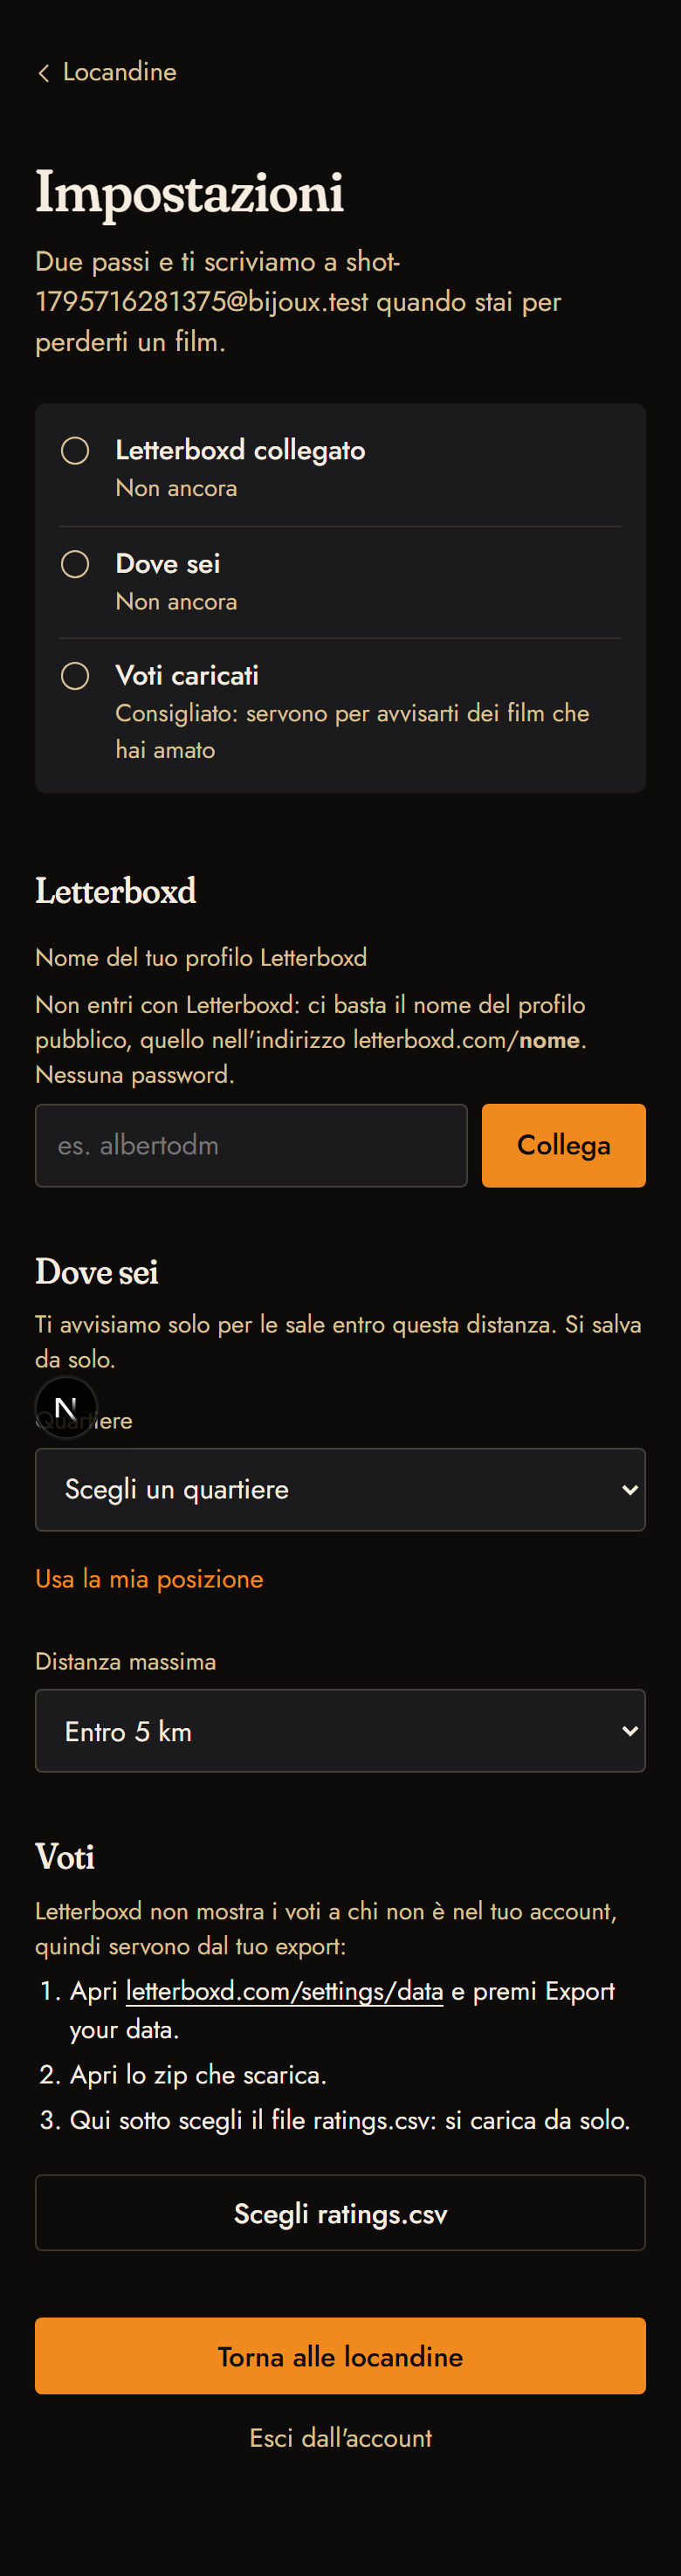 Locandine
Impostazioni
Due passi e ti scriviamo a shot-
1795716281375@bijoux.test quando stai per
perderti un film.
Letterboxd collegato
Non ancora
Dove sei
Non ancora
Voti caricati
Consigliato: servono per avvisarti dei film che
hai amato
Letterboxd
Nome del tuo profilo Letterboxd
Non entri con Letterboxd: ci basta il nome del profilo
pubblico, quello nell'indirizzo letterboxd.com/nome.
Nessuna password.
es. albertodm
Collega
Dove sei
Ti avvisiamo solo per le sale entro questa distanza. Si salva
da solo.
N
Quartiere
Scegli un quartiere
Usa la mia posizione
Distanza massima
Entro 5 km
Voti
Letterboxd non mostra i voti a chi non è nel tuo account,
quindi servono dal tuo export:
1. Apri letterboxd.com/settings/data e premi Export
your data.
2. Apri lo zip che scarica.
3. Qui sotto scegli il file ratings.csv: si carica da solo.
Scegli ratings.csv
Torna alle locandine
Esci dall'account